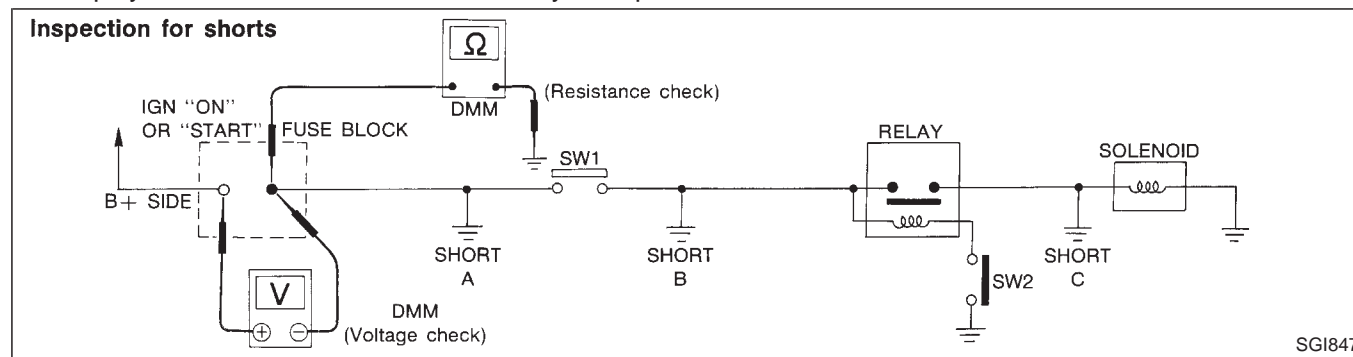 Inspection for shorts
Ω
DMM
(Resistance check)
IGN "ON"
OR "START"
FUSE BLOCK
B+ SIDE
SW1
RELAY
SOLENOID
SHORT
A
SHORT
B
SHORT
C
SW2
V
+ −
DMM
(Voltage check)
SGI847